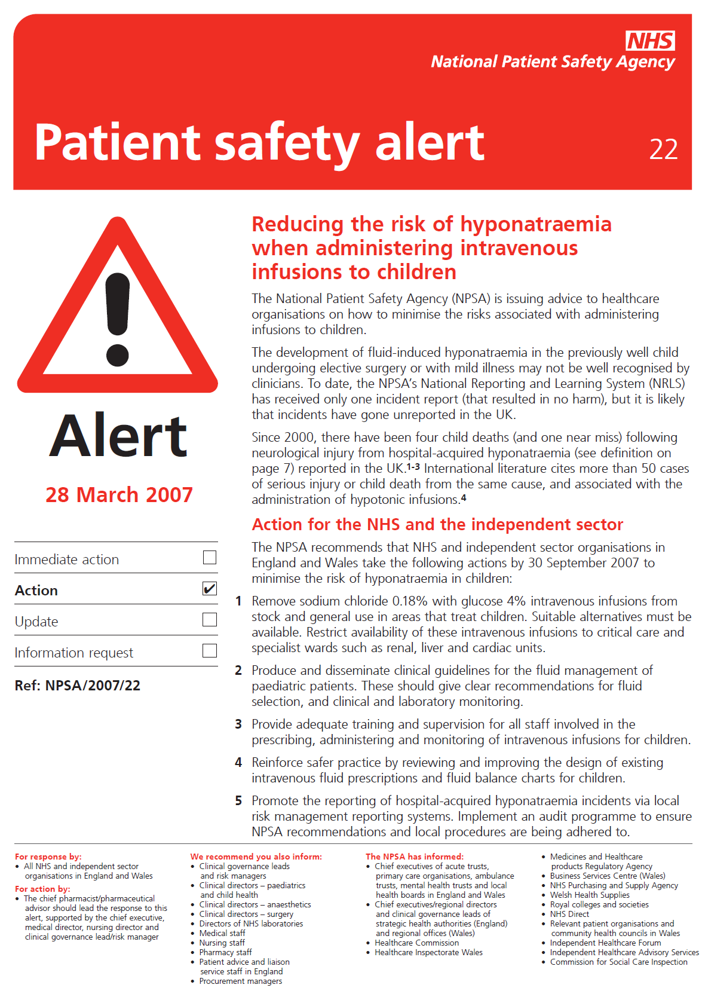 NHS
National Patient Safety Agency
Patient safety alert
22
Alert
28 March 2007
Immediate action
Action ✔
Update
Information request
Ref: NPSA/2007/22
Reducing the risk of hyponatraemia
when administering intravenous
infusions to children
The National Patient Safety Agency (NPSA) is issuing advice to healthcare
organisations on how to minimise the risks associated with administering
infusions to children.
The development of fluid-induced hyponatraemia in the previously well child
undergoing elective surgery or with mild illness may not be well recognised by
clinicians. To date, the NPSA’s National Reporting and Learning System (NRLS)
has received only one incident report (that resulted in no harm), but it is likely
that incidents have gone unreported in the UK.
Since 2000, there have been four child deaths (and one near miss) following
neurological injury from hospital-acquired hyponatraemia (see definition on
page 7) reported in the UK.1-3 International literature cites more than 50 cases
of serious injury or child death from the same cause, and associated with the
administration of hypotonic infusions.4
Action for the NHS and the independent sector
The NPSA recommends that NHS and independent sector organisations in
England and Wales take the following actions by 30 September 2007 to
minimise the risk of hyponatraemia in children:
1 Remove sodium chloride 0.18% with glucose 4% intravenous infusions from
stock and general use in areas that treat children. Suitable alternatives must be
available. Restrict availability of these intravenous infusions to critical care and
specialist wards such as renal, liver and cardiac units.
2 Produce and disseminate clinical guidelines for the fluid management of
paediatric patients. These should give clear recommendations for fluid
selection, and clinical and laboratory monitoring.
3 Provide adequate training and supervision for all staff involved in the
prescribing, administering and monitoring of intravenous infusions for children.
4 Reinforce safer practice by reviewing and improving the design of existing
intravenous fluid prescriptions and fluid balance charts for children.
5 Promote the reporting of hospital-acquired hyponatraemia incidents via local
risk management reporting systems. Implement an audit programme to ensure
NPSA recommendations and local procedures are being adhered to.
For response by:
• All NHS and independent sector
organisations in England and Wales
For action by:
• The chief pharmacist/pharmaceutical
advisor should lead the response to this
alert, supported by the chief executive,
medical director, nursing director and
clinical governance lead/risk manager
We recommend you also inform:
• Clinical governance leads
and risk managers
• Clinical directors – paediatrics
and child health
• Clinical directors – anaesthetics
• Clinical directors – surgery
• Directors of NHS laboratories
• Medical staff
• Nursing staff
• Pharmacy staff
• Patient advice and liaison
service staff in England
• Procurement managers
The NPSA has informed:
• Chief executives of acute trusts,
primary care organisations, ambulance
trusts, mental health trusts and local
health boards in England and Wales
• Chief executives/regional directors
and clinical governance leads of
strategic health authorities (England)
and regional offices (Wales)
• Healthcare Commission
• Healthcare Inspectorate Wales
• Medicines and Healthcare
products Regulatory Agency
• Business Services Centre (Wales)
• NHS Purchasing and Supply Agency
• Welsh Health Supplies
• Royal colleges and societies
• NHS Direct
• Relevant patient organisations and
community health councils in Wales
• Independent Healthcare Forum
• Independent Healthcare Advisory Services
• Commission for Social Care Inspection